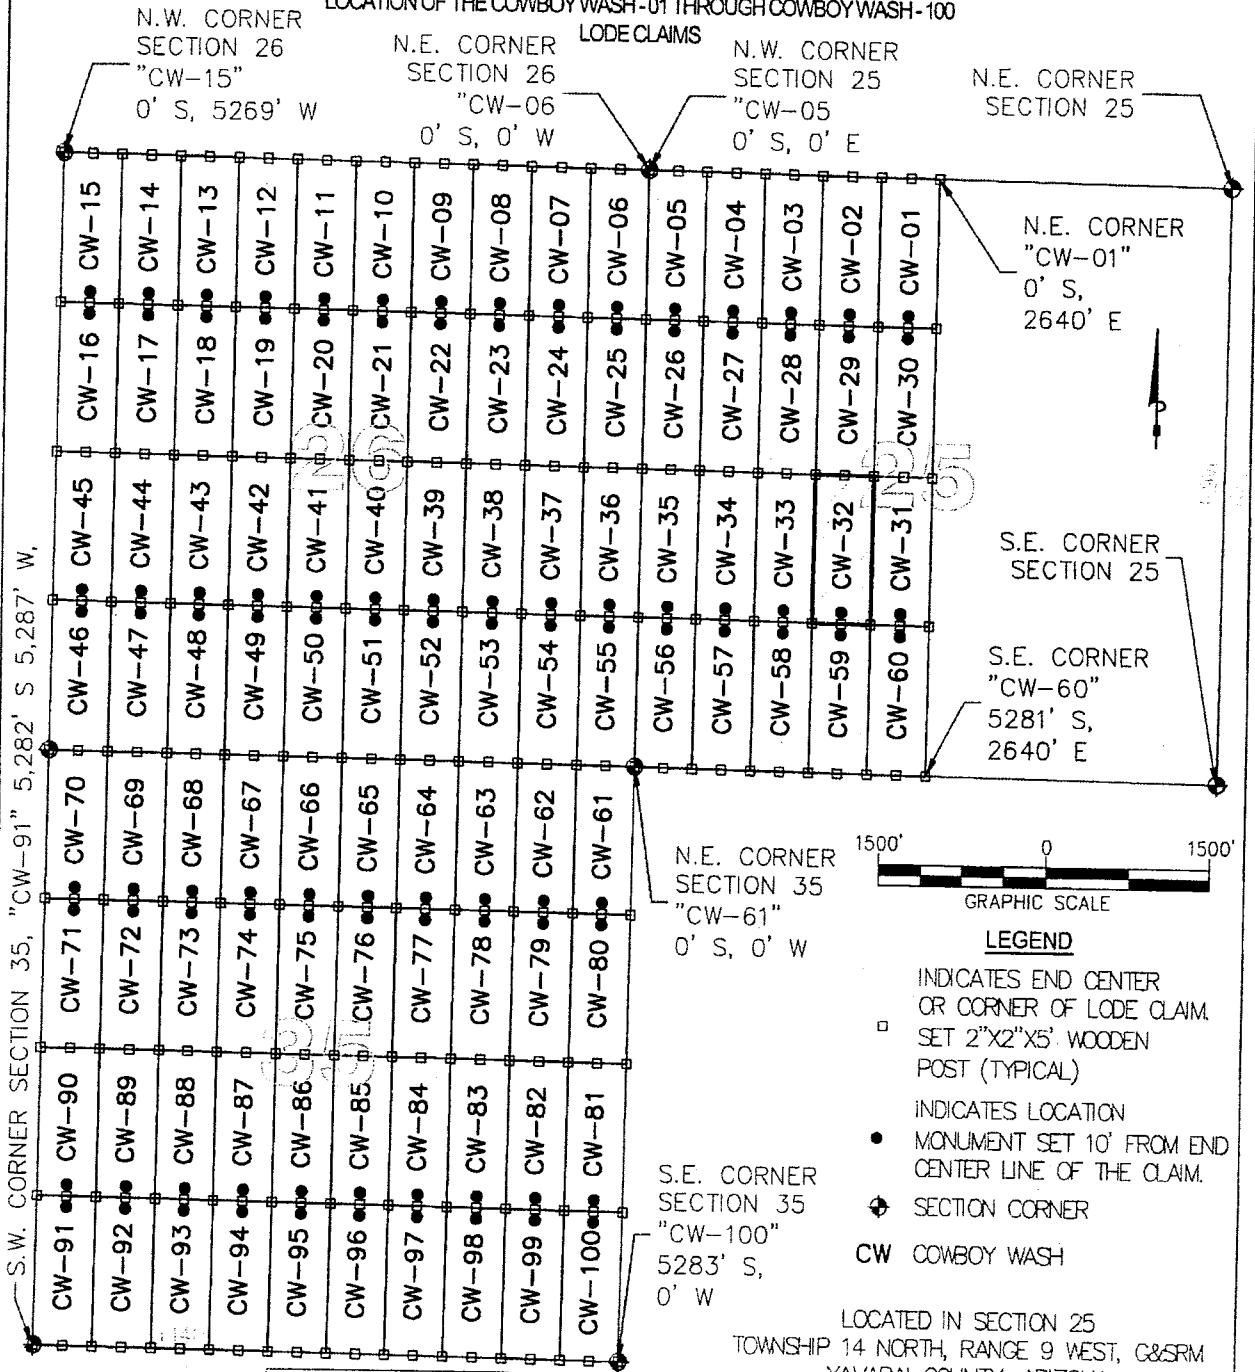 LOCATION OF THE COWBOY WASH-01 THROUGH COWBOY WASH-100
LODE CLAIMS
N.W. CORNER
SECTION 26
"CW-15"
0' S, 5269' W
N.E. CORNER
SECTION 26
"CW-06
0' S, 0' W
N.W. CORNER
SECTION 25
"CW-05
0' S, 0' E
N.E. CORNER
SECTION 25
CW-15 CW-14 CW-13 CW-12 CW-11 CW-10 CW-09 CW-08 CW-07 CW-06 CW-05 CW-04 CW-03 CW-02 CW-01
N.E. CORNER
"CW-01"
0' S,
2640' E
CW-16 CW-17 CW-18 CW-19 CW-20 CW-21 CW-22 CW-23 CW-24 CW-25 CW-26 CW-27 CW-28 CW-29 CW-30
26
25
CW-45 CW-44 CW-43 CW-42 CW-41 CW-40 CW-39 CW-38 CW-37 CW-36 CW-35 CW-34 CW-33 CW-32 CW-31
S.E. CORNER
SECTION 25
CW-46 CW-47 CW-48 CW-49 CW-50 CW-51 CW-52 CW-53 CW-54 CW-55 CW-56 CW-57 CW-58 CW-59 CW-60
S.E. CORNER
"CW-60"
5281' S,
2640' E
CW-70 CW-69 CW-68 CW-67 CW-66 CW-65 CW-64 CW-63 CW-62 CW-61
N.E. CORNER
SECTION 35
"CW-61"
0' S, 0' W
CW-71 CW-72 CW-73 CW-74 CW-75 CW-76 CW-77 CW-78 CW-79 CW-80
35
CW-90 CW-89 CW-88 CW-87 CW-86 CW-85 CW-84 CW-83 CW-82 CW-81
CW-91 CW-92 CW-93 CW-94 CW-95 CW-96 CW-97 CW-98 CW-99 CW-100
S.E. CORNER
SECTION 35
"CW-100"
5283' S,
0' W
S.W. CORNER SECTION 35, "CW-91" 5,282' S 5,287' W,
1500' 0 1500'
GRAPHIC SCALE
LEGEND
INDICATES END CENTER
OR CORNER OF LODE CLAIM.
SET 2"X2"X5' WOODEN
POST (TYPICAL)
INDICATES LOCATION
MONUMENT SET 10' FROM END
CENTER LINE OF THE CLAIM.
SECTION CORNER
CW COWBOY WASH
LOCATED IN SECTION 25
TOWNSHIP 14 NORTH, RANGE 9 WEST, G&SRM